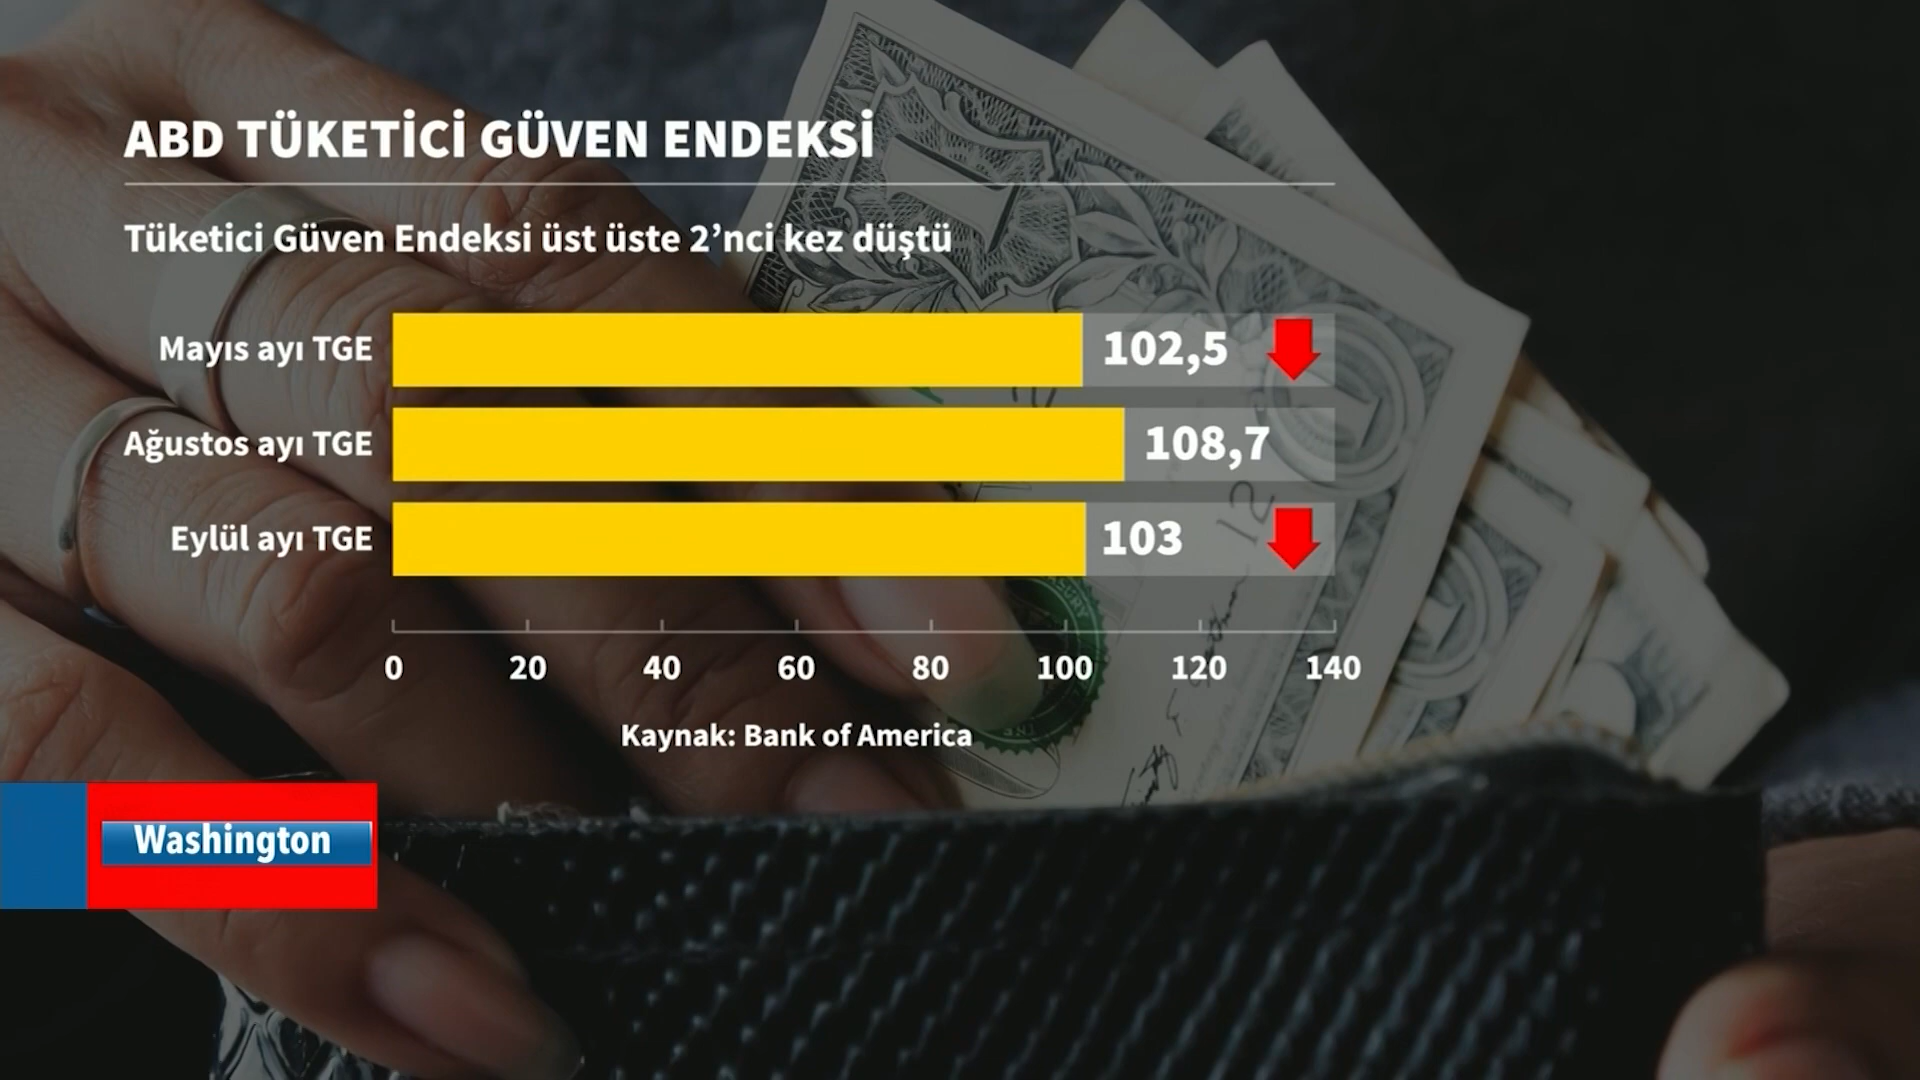 ABD TÜKETİCİ GÜVEN ENDEKSİ
Tüketici Güven Endeksi üst üste 2’nci kez düştü
Mayıs ayı TGE 102,5
Ağustos ayı TGE 108,7
Eylül ayı TGE 103
0 20 40 60 80 100 120 140
Kaynak: Bank of America
Washington